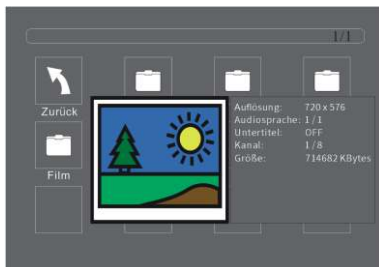 1/1
Zurück
Auflösung: 720 x 576
Audiosprache: 1 / 1
Untertitel: OFF
Kanal: 1 / 8
Größe: 714682 KBytes
Film